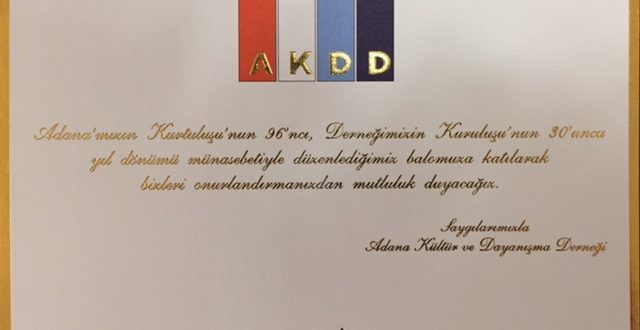 AKDD
Adana'mızın Kurtuluşu'nun 96'ncı, Derneğimizin Kuruluşu'nun 30'uncu
yıl dönümü münasebetiyle düzenlediğimiz balomuza katılarak
bizleri onurlandırmanızdan mutluluk duyacağız.
Saygılarımızla
Adana Kültür ve Dayanışma Derneği